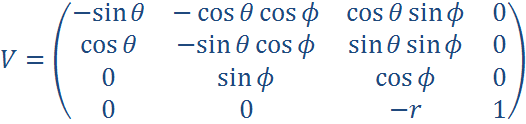 −sin θ − cos θ cos ϕ cos θ sin ϕ 0
V = cos θ −sin θ cos ϕ sin θ sin ϕ 0
0 sin ϕ cos ϕ 0
0 0 −r 1